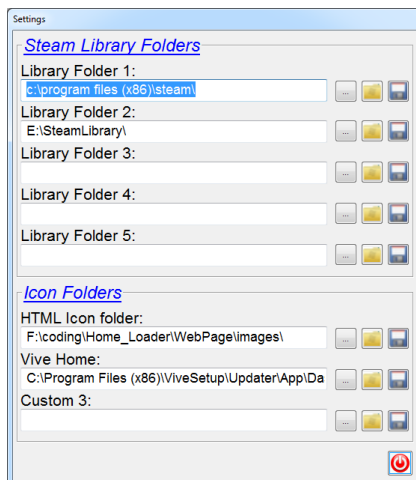 Settings
Steam Library Folders
Library Folder 1:
c:\program files (x86)\steam\
...
Library Folder 2:
E:\SteamLibrary\
...
Library Folder 3:
...
Library Folder 4:
...
Library Folder 5:
...
Icon Folders
HTML Icon folder:
F:\coding\Home_Loader\WebPage\images\
...
Vive Home:
C:\Program Files (x86)\ViveSetup\Updater\App\Da
...
Custom 3:
...